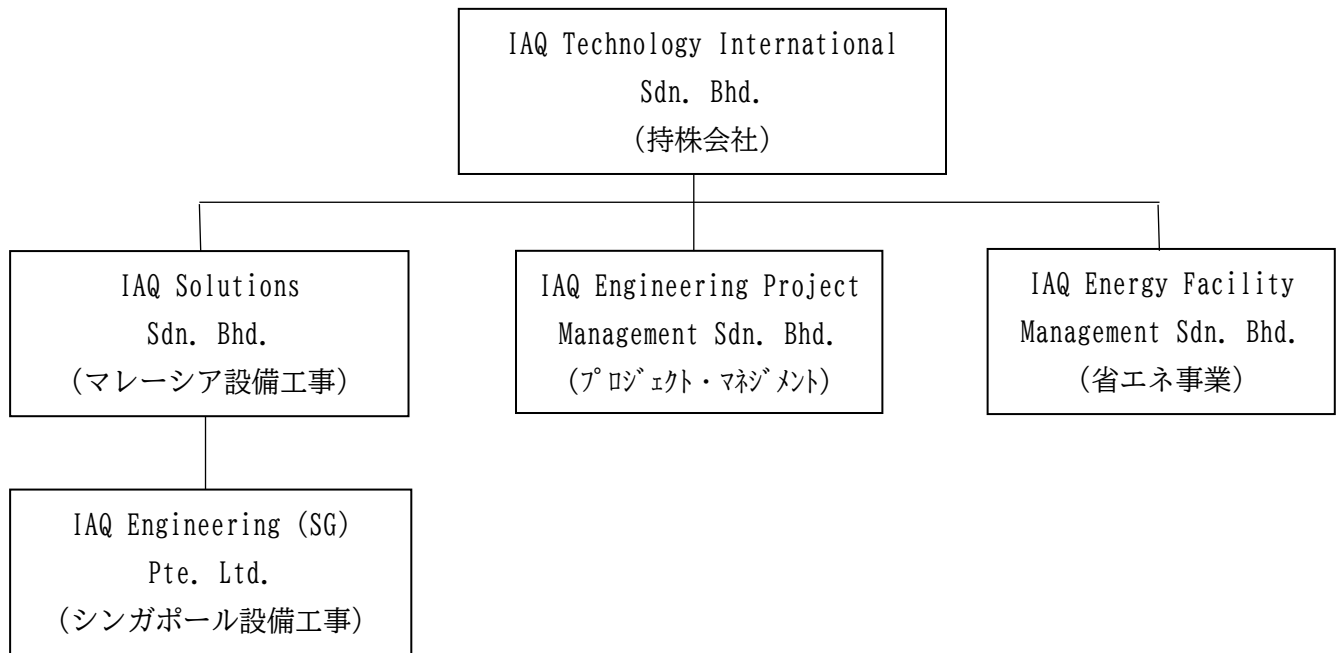 IAQ Technology International
Sdn. Bhd.
（持株会社）
IAQ Solutions
Sdn. Bhd.
（マレーシア設備工事）
IAQ Engineering Project
Management Sdn. Bhd.
（ﾌﾟﾛｼﾞｪｸﾄ・ﾏﾈｼﾞﾒﾝﾄ）
IAQ Energy Facility
Management Sdn. Bhd.
（省エネ事業）
IAQ Engineering (SG)
Pte. Ltd.
（シンガポール設備工事）